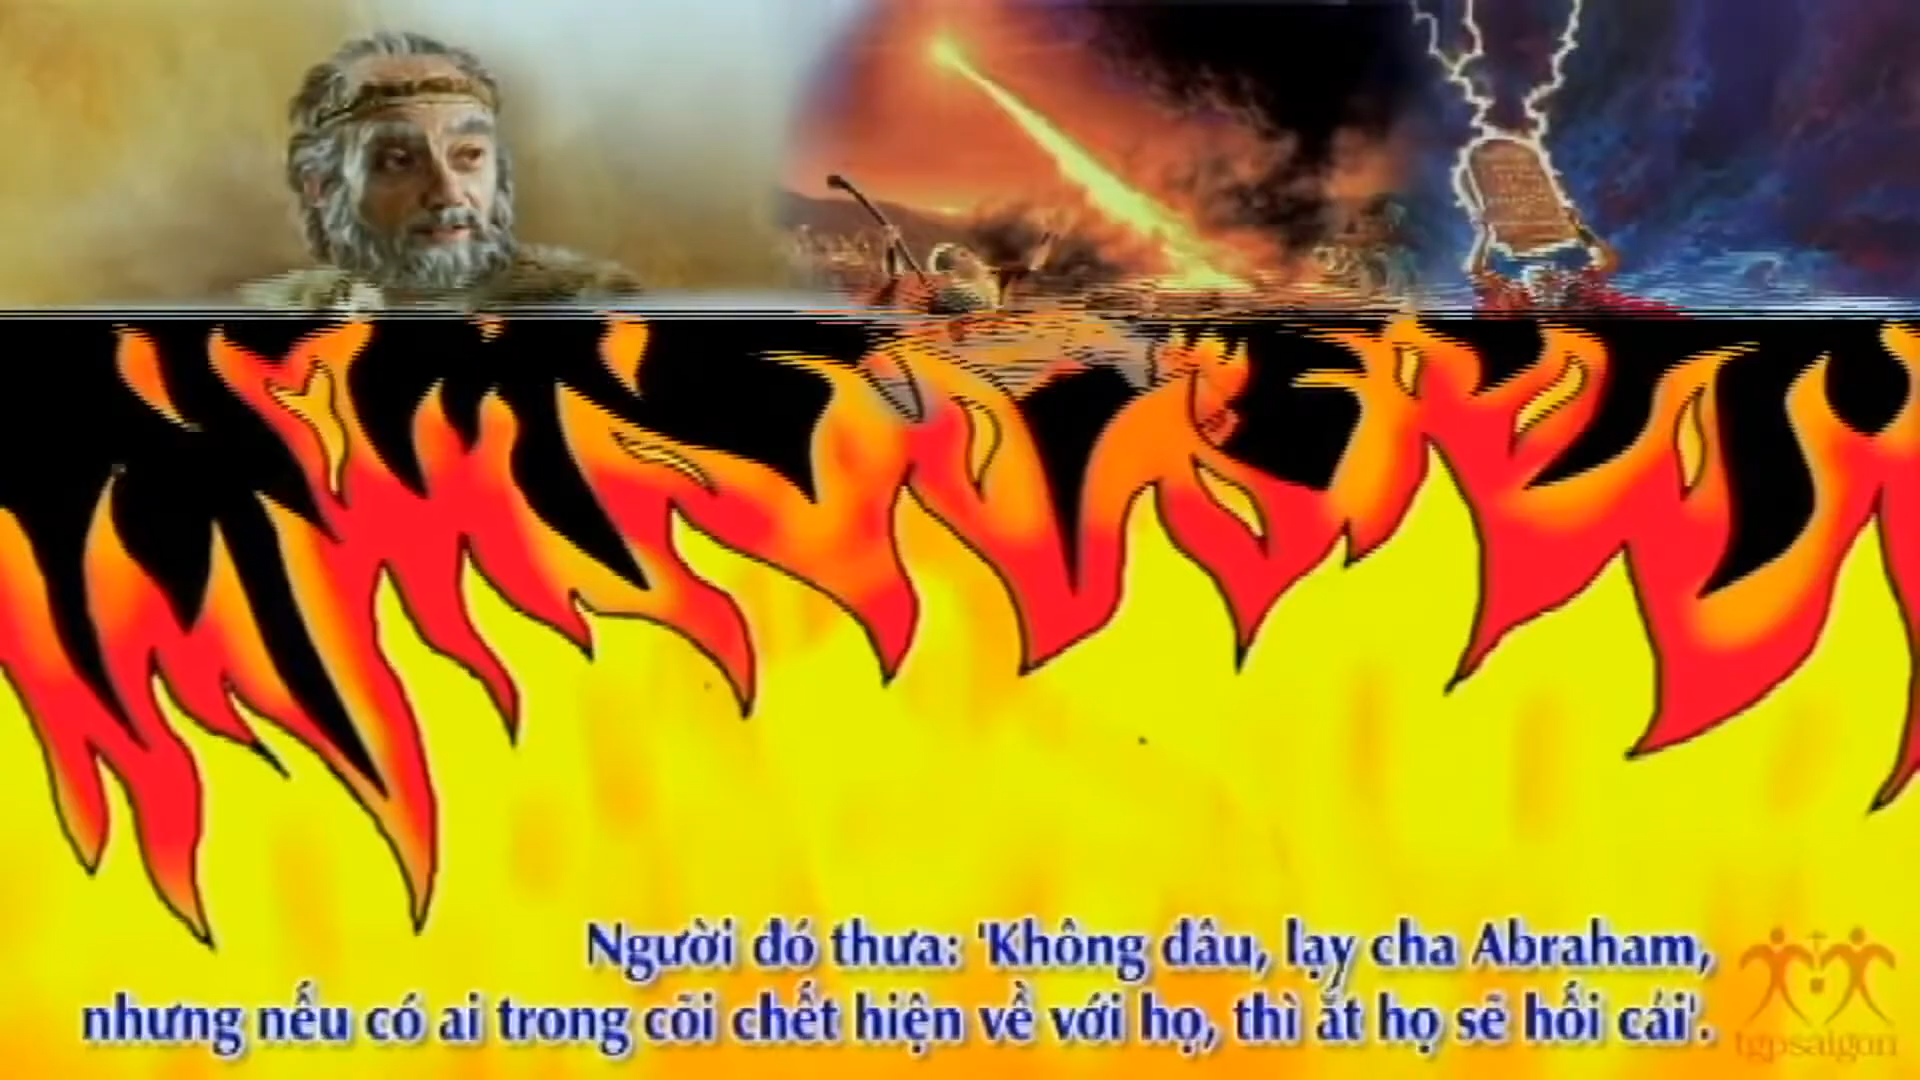 Người đó thưa: 'Không đâu, lạy cha Abraham,
nhưng nếu có ai trong cõi chết hiện về với họ, thì ắt họ sẽ hối cải'.
tgpsaigon